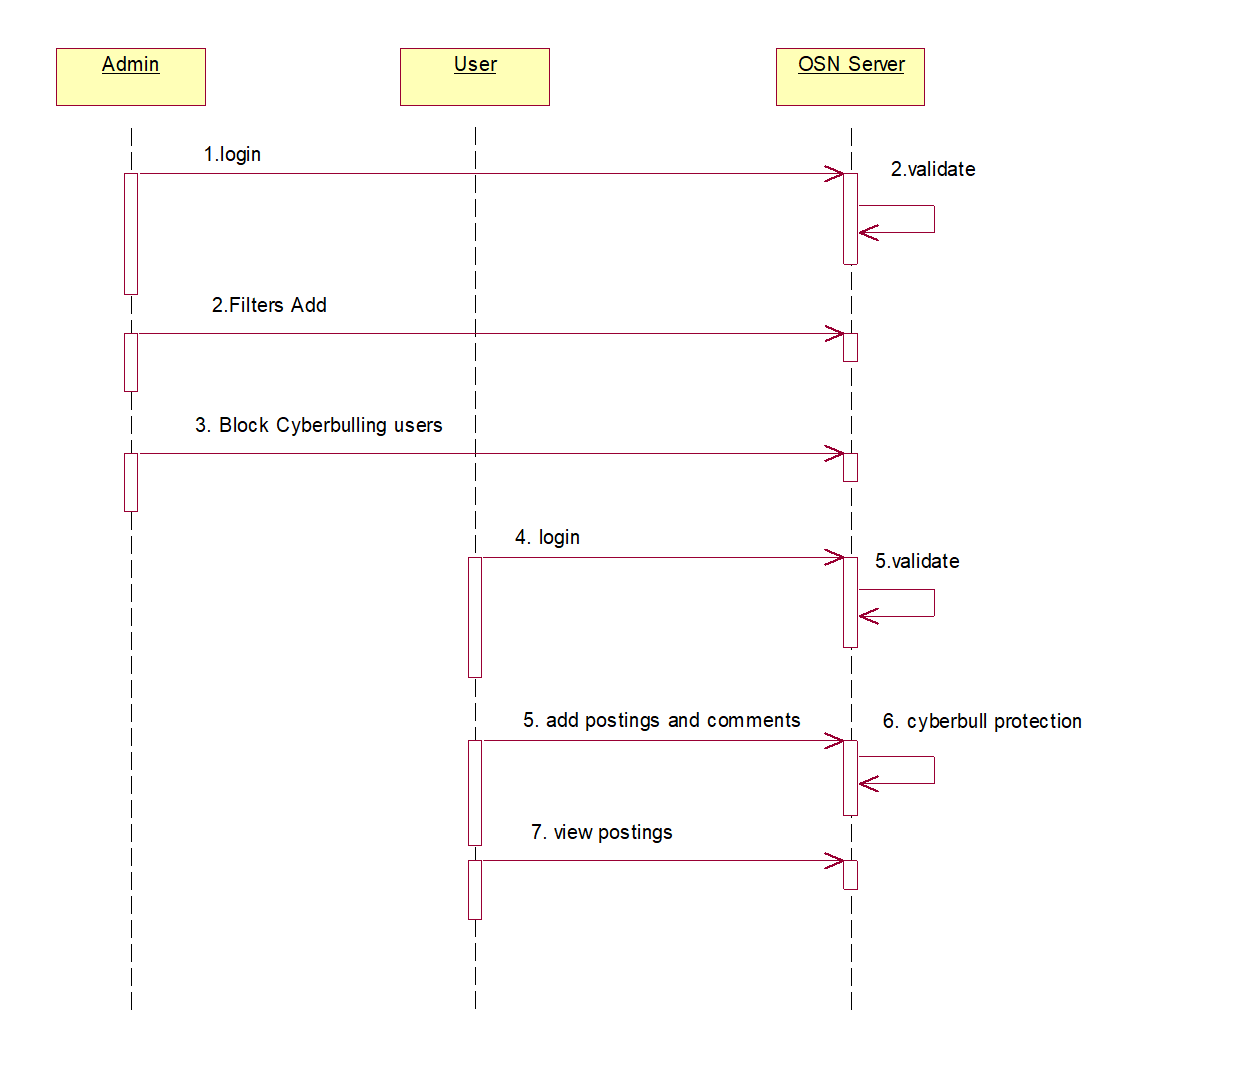 Admin
User
OSN Server
1.login
2.validate
2.Filters Add
3. Block Cyberbulling users
4. login
5.validate
5. add postings and comments
6. cyberbull protection
7. view postings